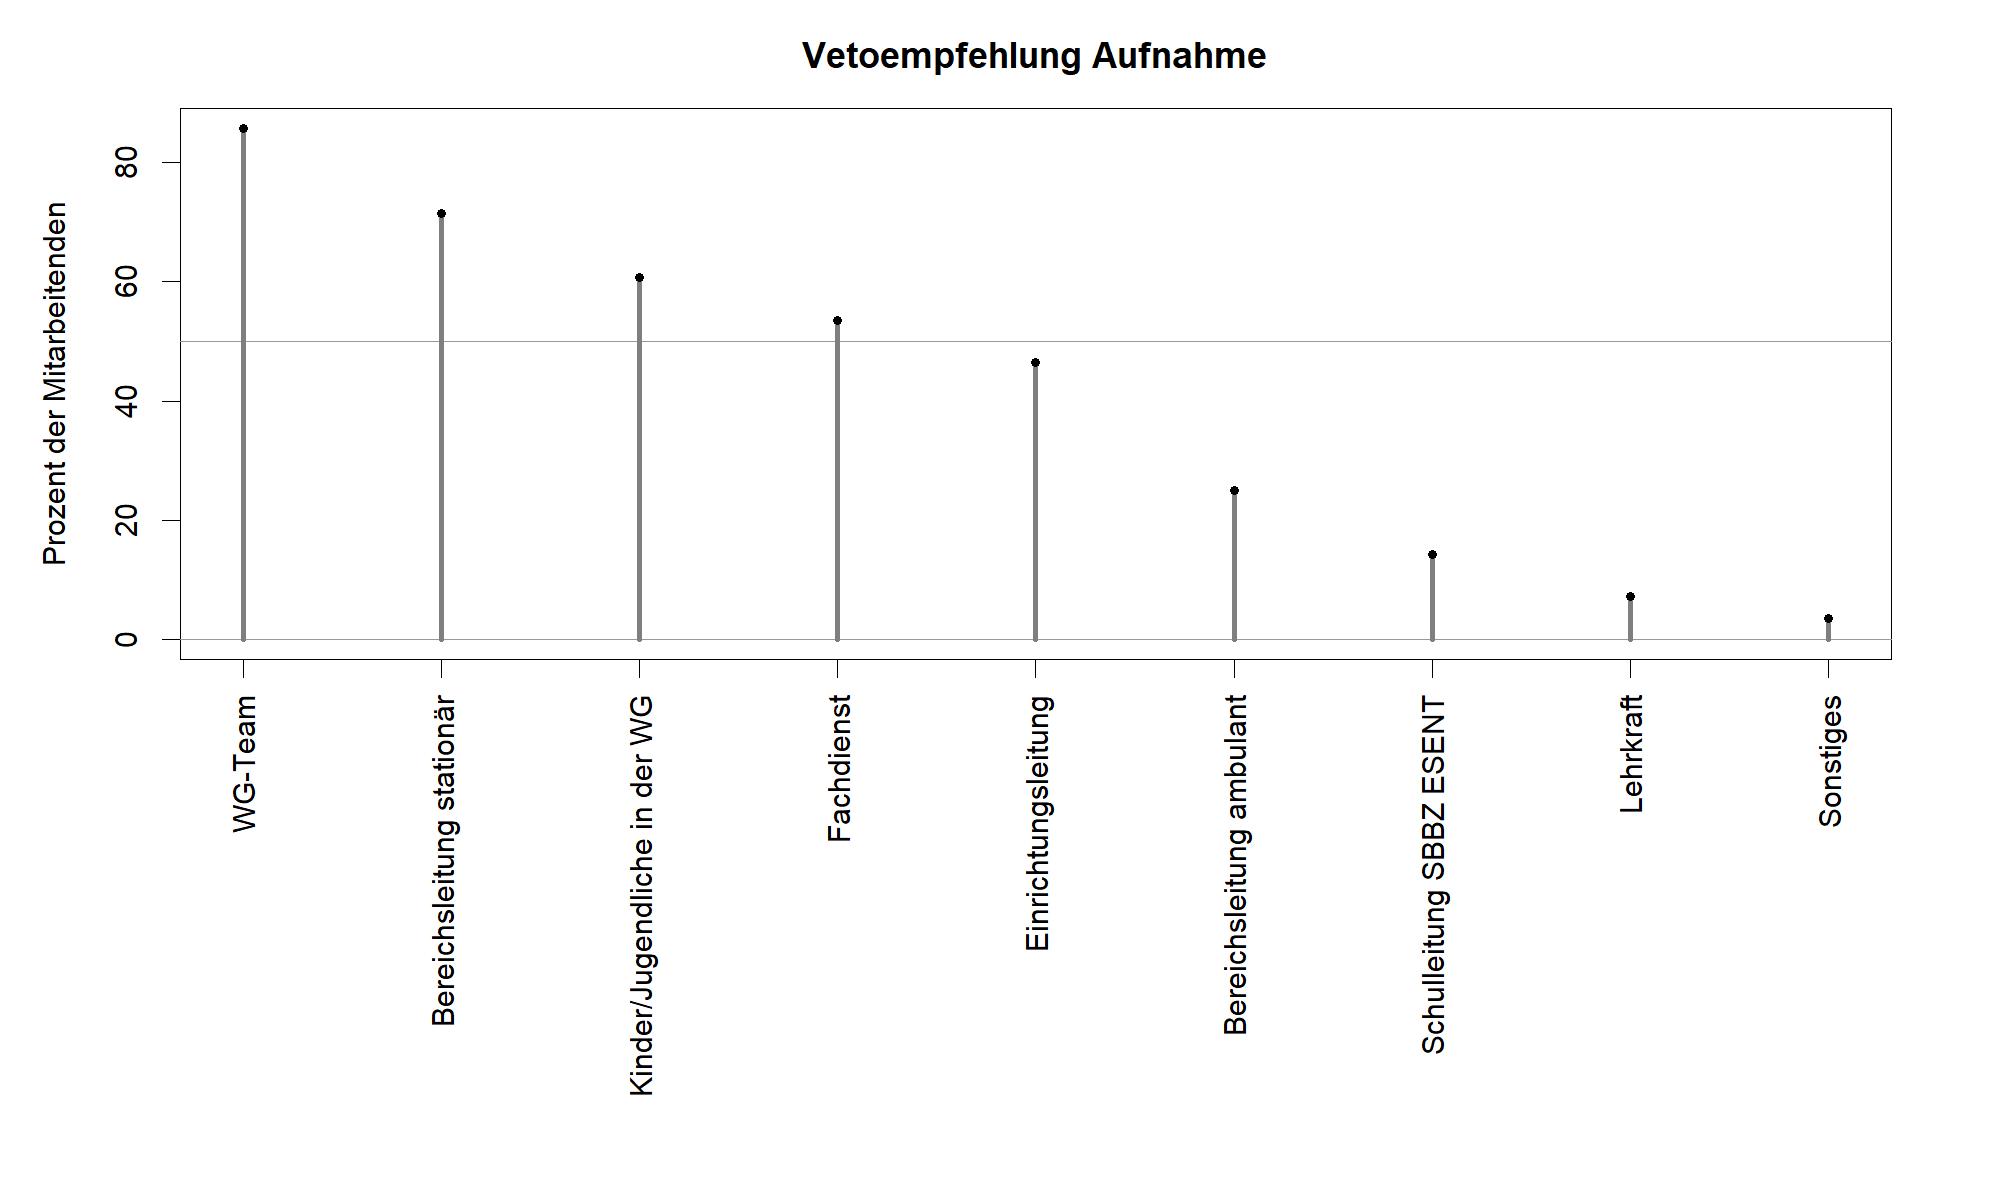 Vetoempfehlung Aufnahme
Prozent der Mitarbeitenden
80
60
40
20
0
WG-Team
Bereichsleitung stationär
Kinder/Jugendliche in der WG
Fachdienst
Einrichtungsleitung
Bereichsleitung ambulant
Schulleitung SBBZ ESENT
Lehrkraft
Sonstiges